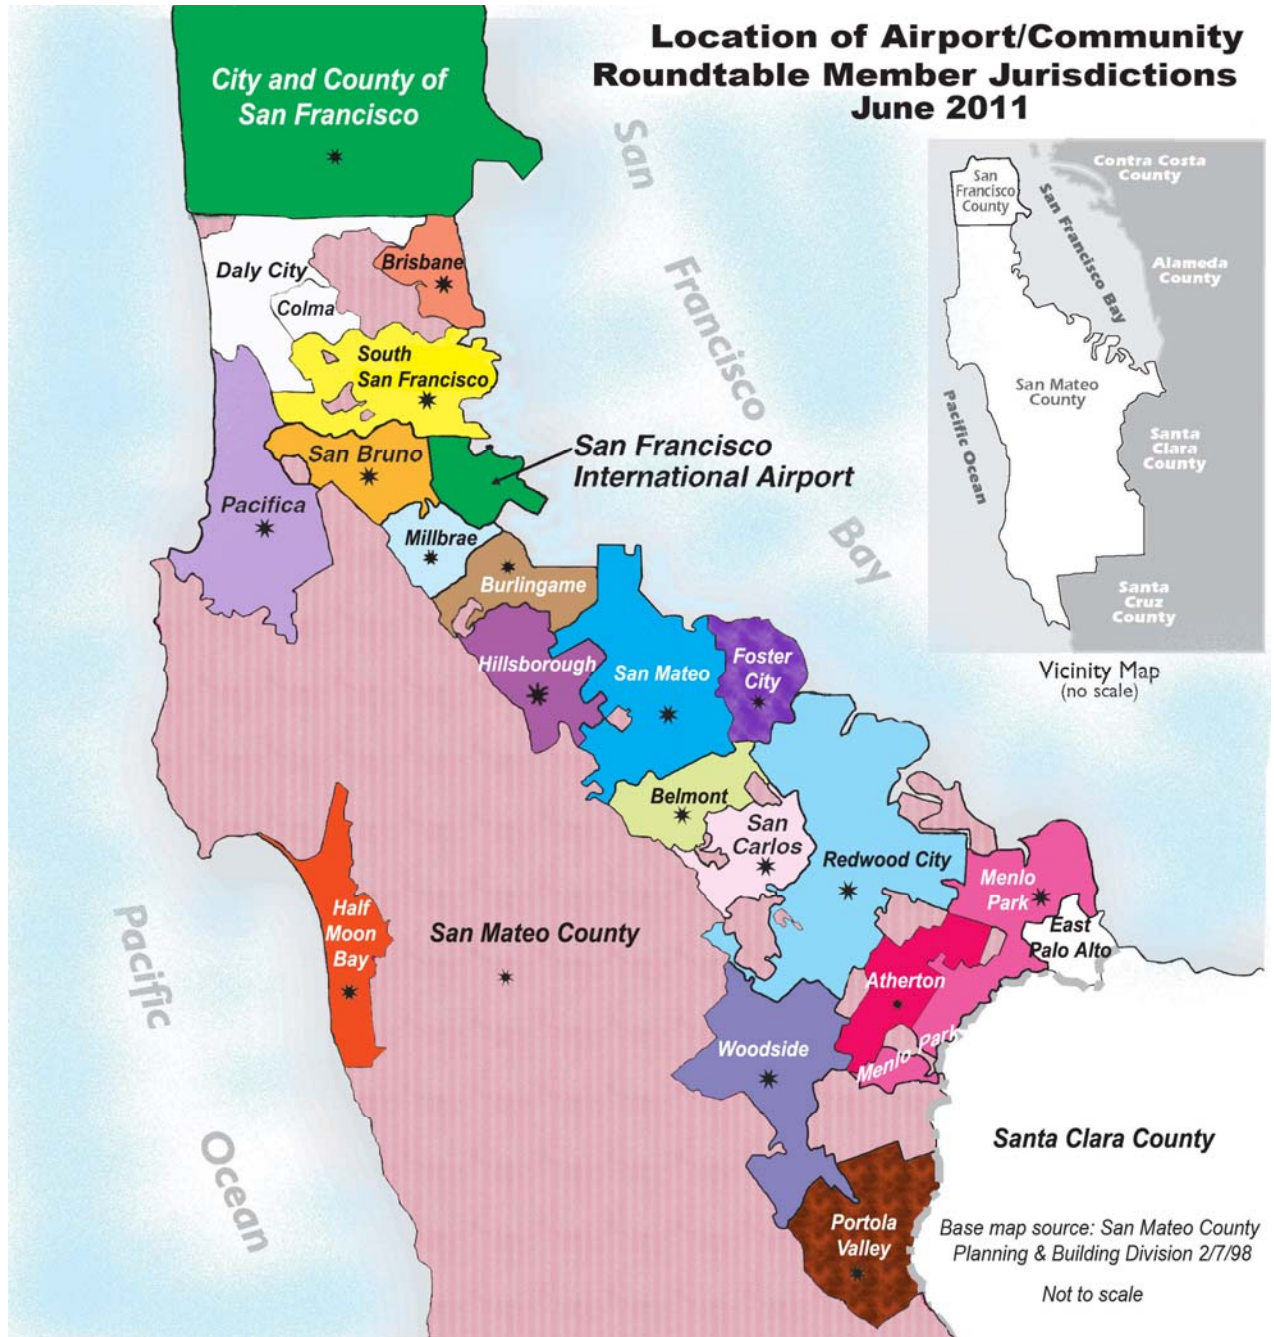 Location of Airport/Community
Roundtable Member Jurisdictions
June 2011
City and County of
San Francisco
San
Francisco
Bay
San
Francisco
County
Contra Costa
County
San Francisco Bay
Alameda
County
San Mateo
County
Pacific Ocean
Santa
Clara
County
Santa
Cruz
County
Vicinity Map
(no scale)
Daly City
Brisbane
Colma
South
San Francisco
San Bruno
San Francisco
International Airport
Pacifica
Millbrae
Burlingame
Hillsborough
San Mateo
Foster
City
Belmont
San
Carlos
Redwood City
Menlo
Park
East
Palo Alto
Half
Moon
Bay
San Mateo County
Atherton
Menlo Park
Woodside
Portola
Valley
Pacific
Ocean
Santa Clara County
Base map source: San Mateo County
Planning & Building Division 2/7/98
Not to scale